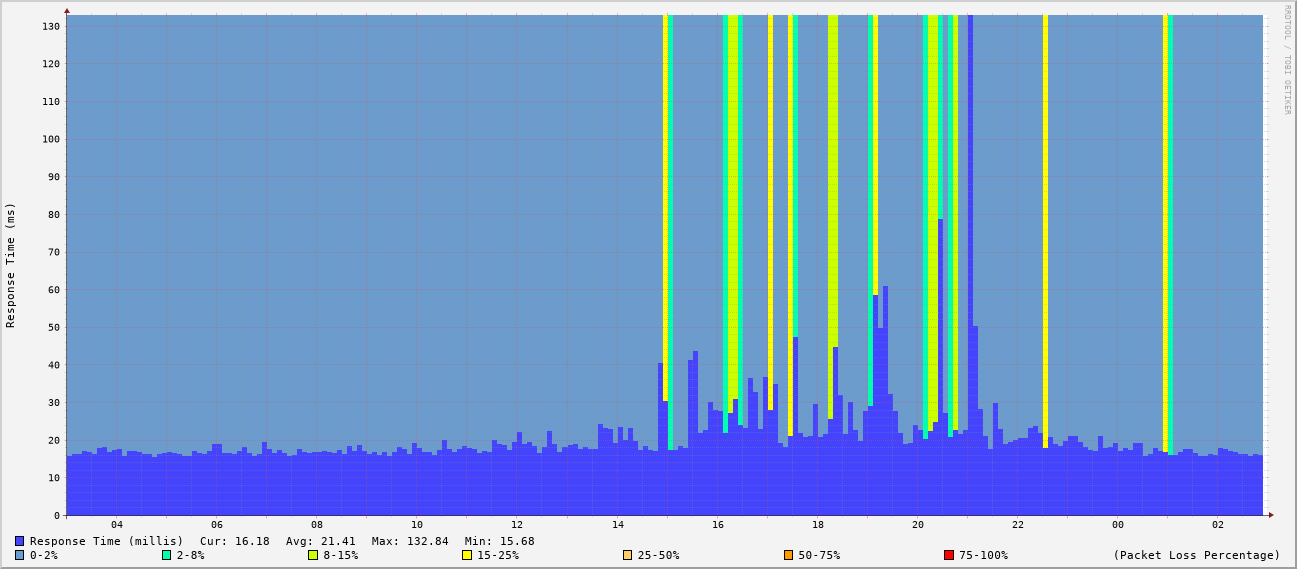 RRDTOOL / TOBI OETIKER
Response Time (ms)
130
120
110
100
90
80
70
60
50
40
30
20
10
0
04 06 08 10 12 14 16 18 20 22 00 02
Response Time (millis) Cur: 16.18 Avg: 21.41 Max: 132.84 Min: 15.68
0-2% 2-8% 8-15% 15-25% 25-50% 50-75% 75-100% (Packet Loss Percentage)